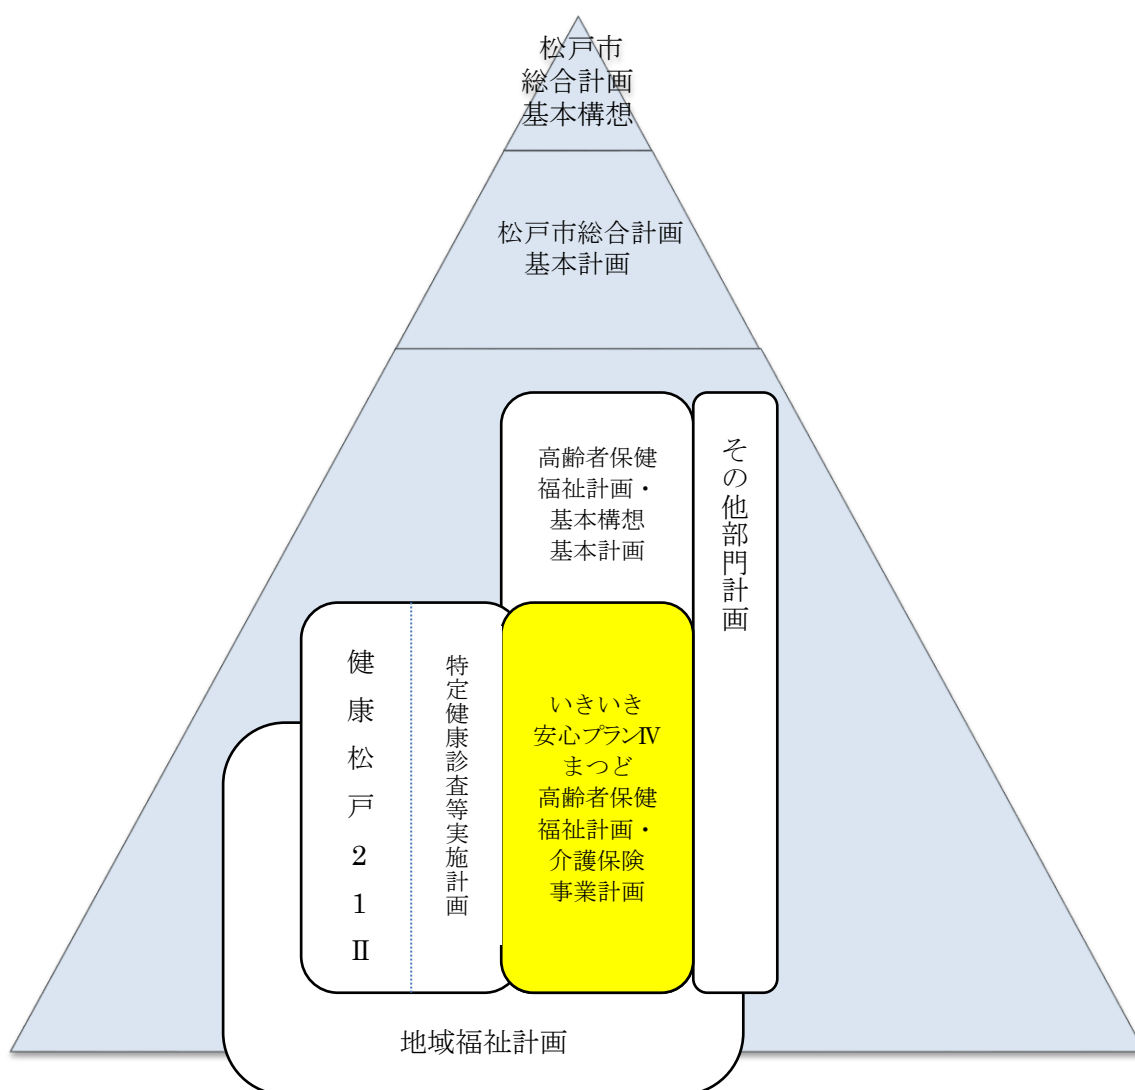 松戸市
総合計画
基本構想
松戸市総合計画
基本計画
高齢者保健
福祉計画・
基本構想
基本計画
その他部門計画
健康松戸21Ⅱ
特定健康診査等実施計画
いきいき
安心プランⅣ
まつど
高齢者保健
福祉計画・
介護保険
事業計画
地域福祉計画